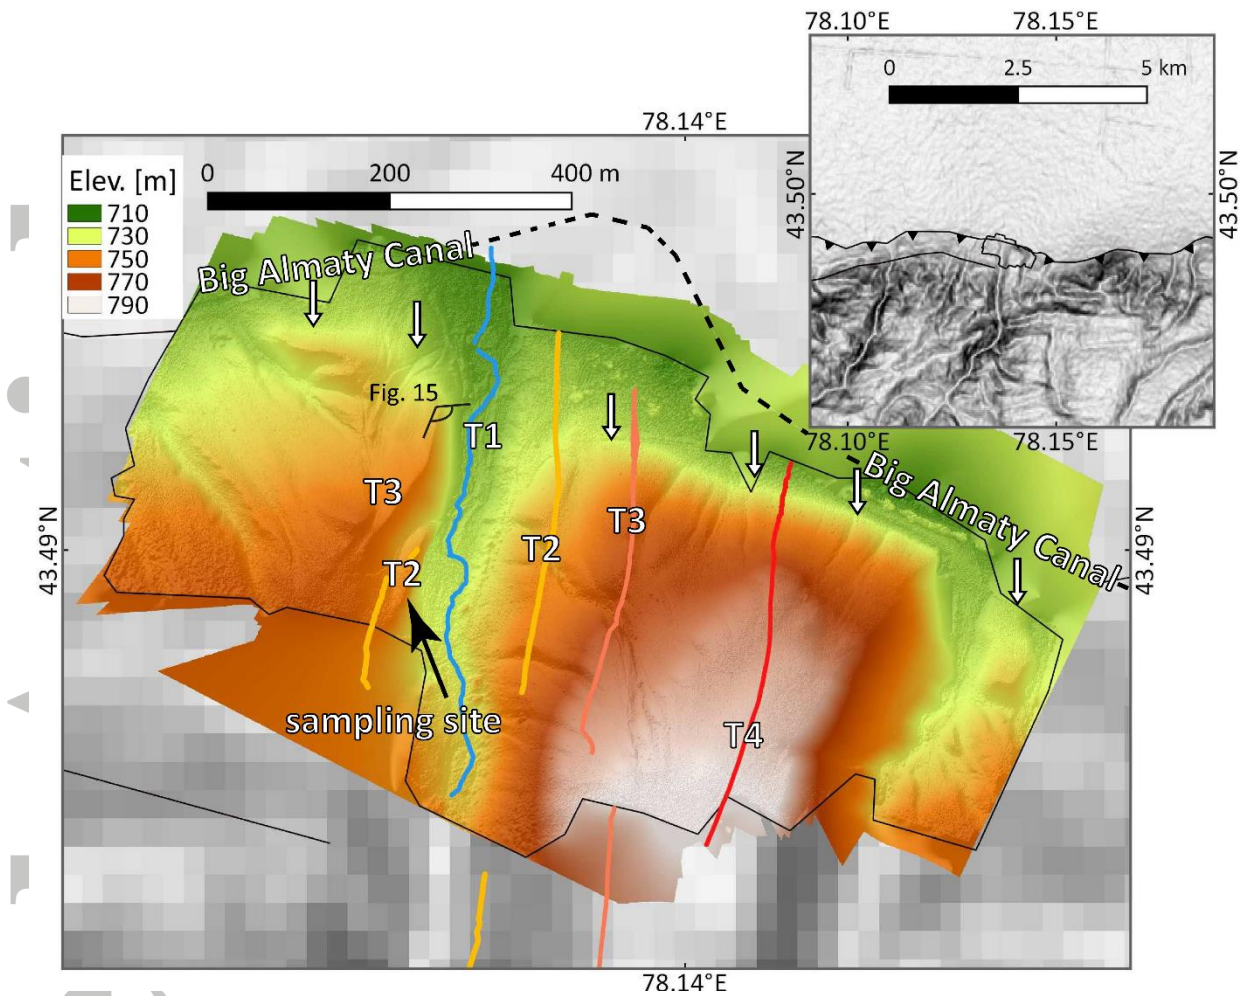 78.10°E 78.15°E
0 2.5 5 km
43.50°N
43.50°N
78.10°E 78.15°E
78.14°E
Elev. [m]
710
730
750
770
790
0 200 400 m
Big Almaty Canal
Fig. 15
T1
T3
T2
T2
T3
T4
sampling site
Big Almaty Canal
43.49°N
43.49°N
78.14°E